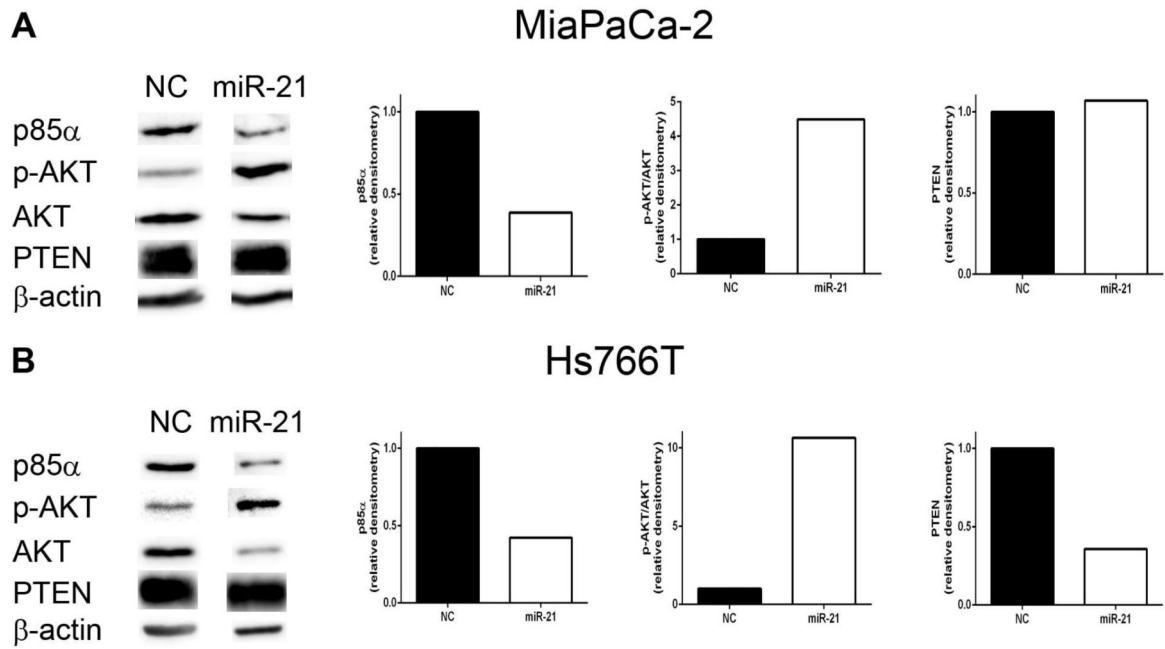 A
MiaPaCa-2
NC miR-21
p85α
p-AKT
AKT
PTEN
β-actin
p85α
(relative densitometry)
1.0
0.5
0.0
NC miR-21
p-AKT/AKT
(relative densitometry)
5
4
3
2
1
0
NC miR-21
PTEN
(relative densitometry)
1.0
0.5
0.0
NC miR-21
B
Hs766T
NC miR-21
p85α
p-AKT
AKT
PTEN
β-actin
p85α
(relative densitometry)
1.0
0.5
0.0
NC miR-21
p-AKT/AKT
(relative densitometry)
10
5
0
NC miR-21
PTEN
(relative densitometry)
1.0
0.5
0.0
NC miR-21